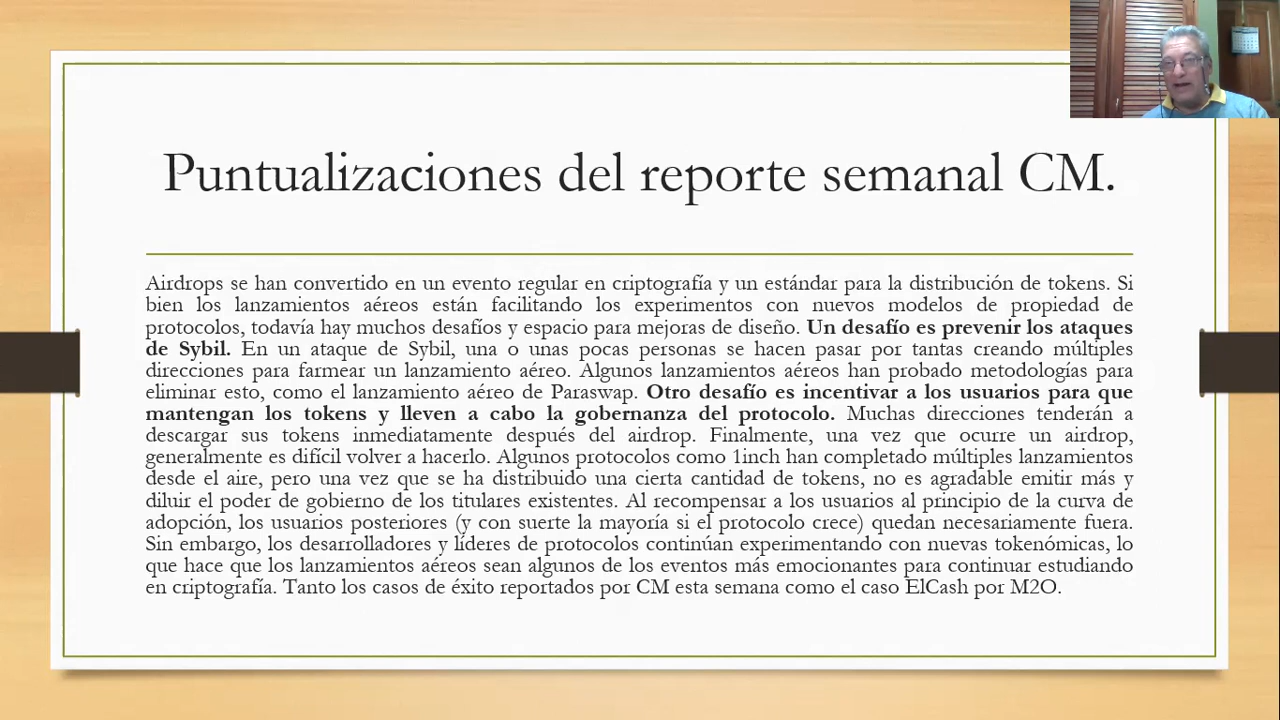 Puntualizaciones del reporte semanal CM.
Airdrops se han convertido en un evento regular en criptografía y un estándar para la distribución de tokens. Si
bien los lanzamientos aéreos están facilitando los experimentos con nuevos modelos de propiedad de
protocolos, todavía hay muchos desafíos y espacio para mejoras de diseño. Un desafío es prevenir los ataques
de Sybil. En un ataque de Sybil, una o unas pocas personas se hacen pasar por tantas creando múltiples
direcciones para farmear un lanzamiento aéreo. Algunos lanzamientos aéreos han probado metodologías para
eliminar esto, como el lanzamiento aéreo de Paraswap. Otro desafío es incentivar a los usuarios para que
mantengan los tokens y lleven a cabo la gobernanza del protocolo. Muchas direcciones tenderán a
descargar sus tokens inmediatamente después del airdrop. Finalmente, una vez que ocurre un airdrop,
generalmente es difícil volver a hacerlo. Algunos protocolos como 1inch han completado múltiples lanzamientos
desde el aire, pero una vez que se ha distribuido una cierta cantidad de tokens, no es agradable emitir más y
diluir el poder de gobierno de los titulares existentes. Al recompensar a los usuarios al principio de la curva de
adopción, los usuarios posteriores (y con suerte la mayoría si el protocolo crece) quedan necesariamente fuera.
Sin embargo, los desarrolladores y líderes de protocolos continúan experimentando con nuevas tokenómicas, lo
que hace que los lanzamientos aéreos sean algunos de los eventos más emocionantes para continuar estudiando
en criptografía. Tanto los casos de éxito reportados por CM esta semana como el caso ElCash por M2O.